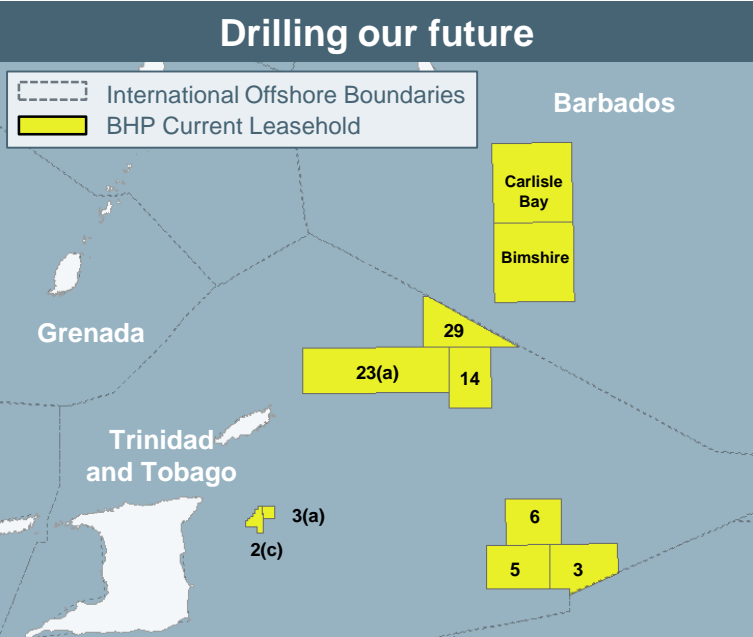 Drilling our future
International Offshore Boundaries
BHP Current Leasehold
Barbados
Carlisle
Bay
Bimshire
Grenada
29
23(a)
14
Trinidad
and Tobago
3(a)
2(c)
6
5
3